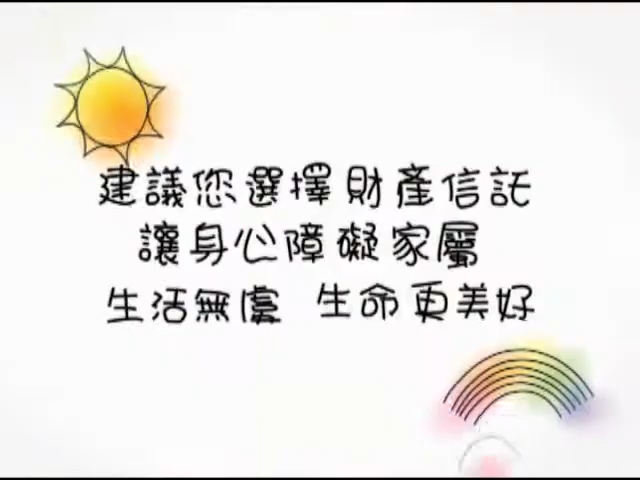 建議您選擇財產信託
讓身心障礙家屬
生活無虞 生命更美好